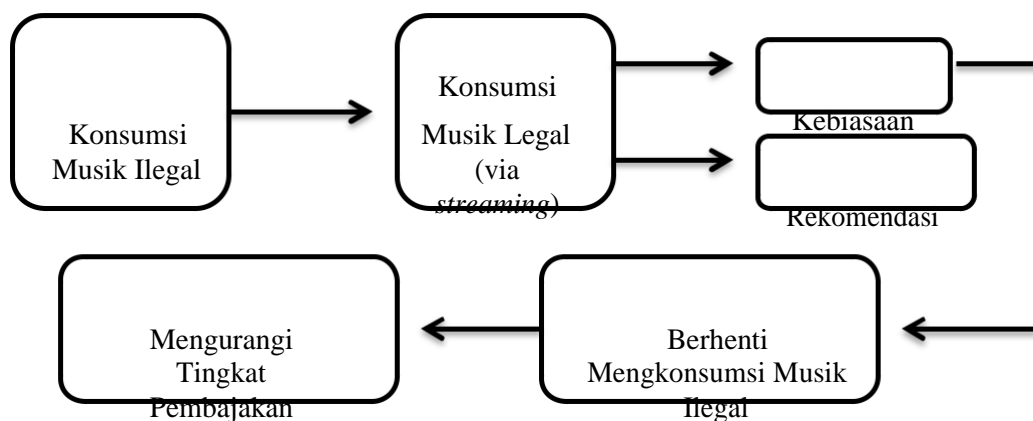 Konsumsi
Musik Ilegal
Konsumsi
Musik Legal
(via
streaming)
Kebiasaan
Rekomendasi
Mengurangi
Tingkat
Pembajakan
Berhenti
Mengkonsumsi Musik
Ilegal